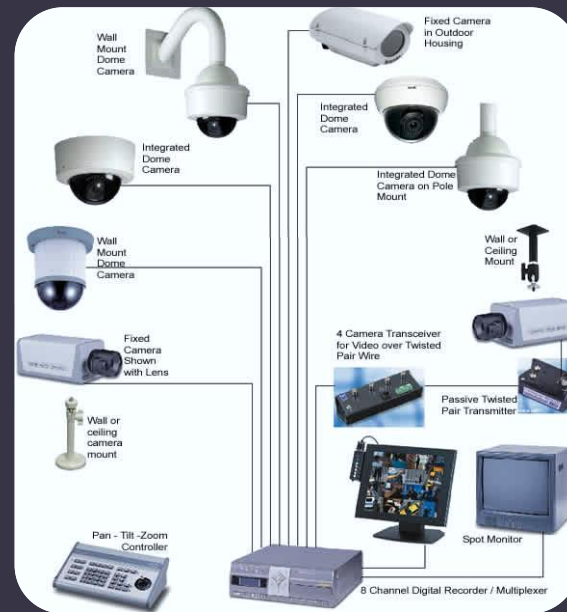 Wall
Mount
Dome
Camera
Fixed Camera
in Outdoor
Housing
Integrated
Dome
Camera
Integrated
Dome
Camera
Integrated Dome
Camera on Pole
Mount
Wall
Mount
Dome
Camera
Wall or
Ceiling
Mount
Fixed
Camera
Shown
with Lens
4 Camera Transceiver
for Video over Twisted
Pair Wire
Passive Twisted
Pair Transmitter
Wall or
ceiling
camera
mount
Spot Monitor
Pan - Tilt -Zoom
Controller
8 Channel Digital Recorder / Multiplexer